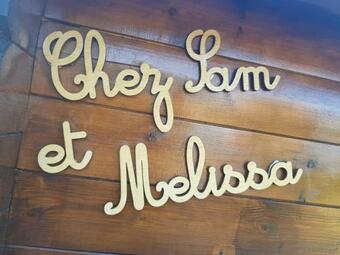 Chez Sam
et Melissa